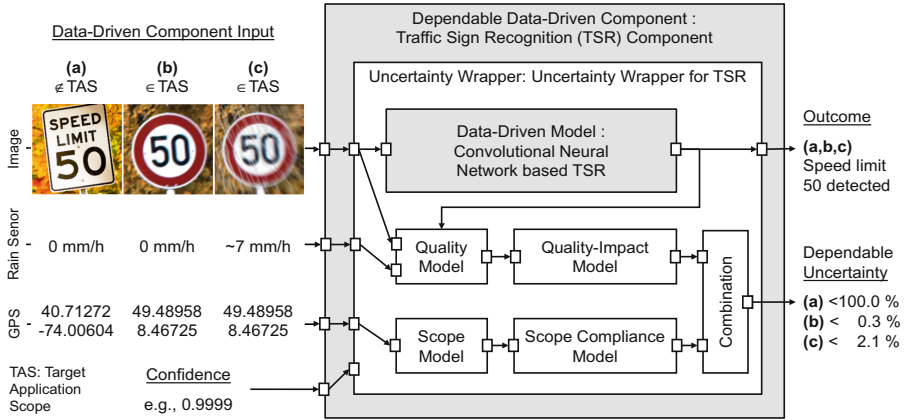 Dependable Data-Driven Component :
Traffic Sign Recognition (TSR) Component
Data-Driven Component Input
(a) (b) (c)
∉ TAS ∈ TAS ∈ TAS
Uncertainty Wrapper: Uncertainty Wrapper for TSR
Image
SPEED
LIMIT
50
50
50
Data-Driven Model :
Convolutional Neural
Network based TSR
Outcome
(a,b,c)
Speed limit
50 detected
Rain Senor
0 mm/h 0 mm/h ~7 mm/h
Quality
Model
Quality-Impact
Model
Combination
Dependable
Uncertainty
(a) <100.0 %
(b) < 0.3 %
(c) < 2.1 %
GPS
40.71272 49.48958 49.48958
-74.00604 8.46725 8.46725
Scope
Model
Scope Compliance
Model
TAS: Target
Application
Scope
Confidence
e.g., 0.9999